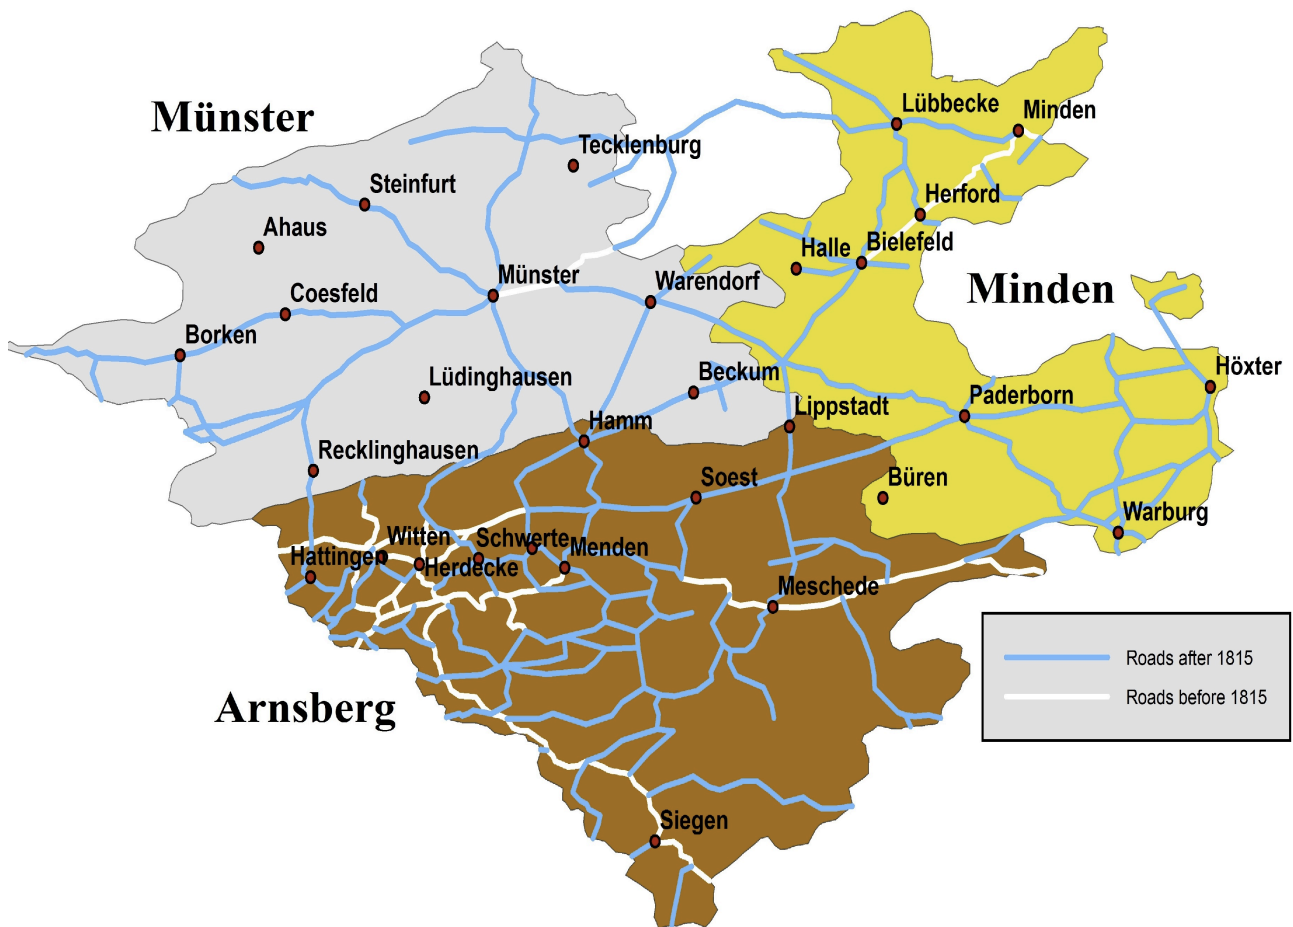 Münster
Lübbecke
Minden
Tecklenburg
Steinfurt
Herford
Ahaus
Halle
Bielefeld
Münster
Warendorf
Coesfeld
Minden
Borken
Höxter
Lüdinghausen
Beckum
Paderborn
Lippstadt
Hamm
Recklinghausen
Soest
Büren
Warburg
Witten
Schwerte
Menden
Hattingen
Herdecke
Meschede
Arnsberg
Siegen
Roads after 1815
Roads before 1815